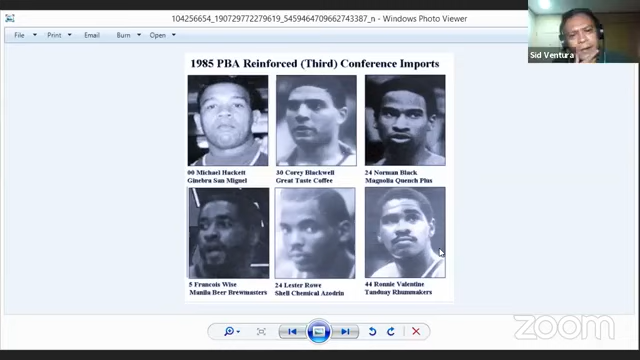 104256654_190729772279619_5459464709662743387_n - Windows Photo Viewer
File Print Email Burn Open
Sid Ventura
1985 PBA Reinforced (Third) Conference Imports
00 Michael Hackett
Ginebra San Miguel
30 Corey Blackwell
Great Taste Coffee
24 Norman Black
Magnolia Quench Plus
5 Francois Wise
Manila Beer Brewmasters
24 Lester Rowe
Shell Chemical Azodrin
44 Ronnie Valentine
Tanduay Rhummakers
zoom